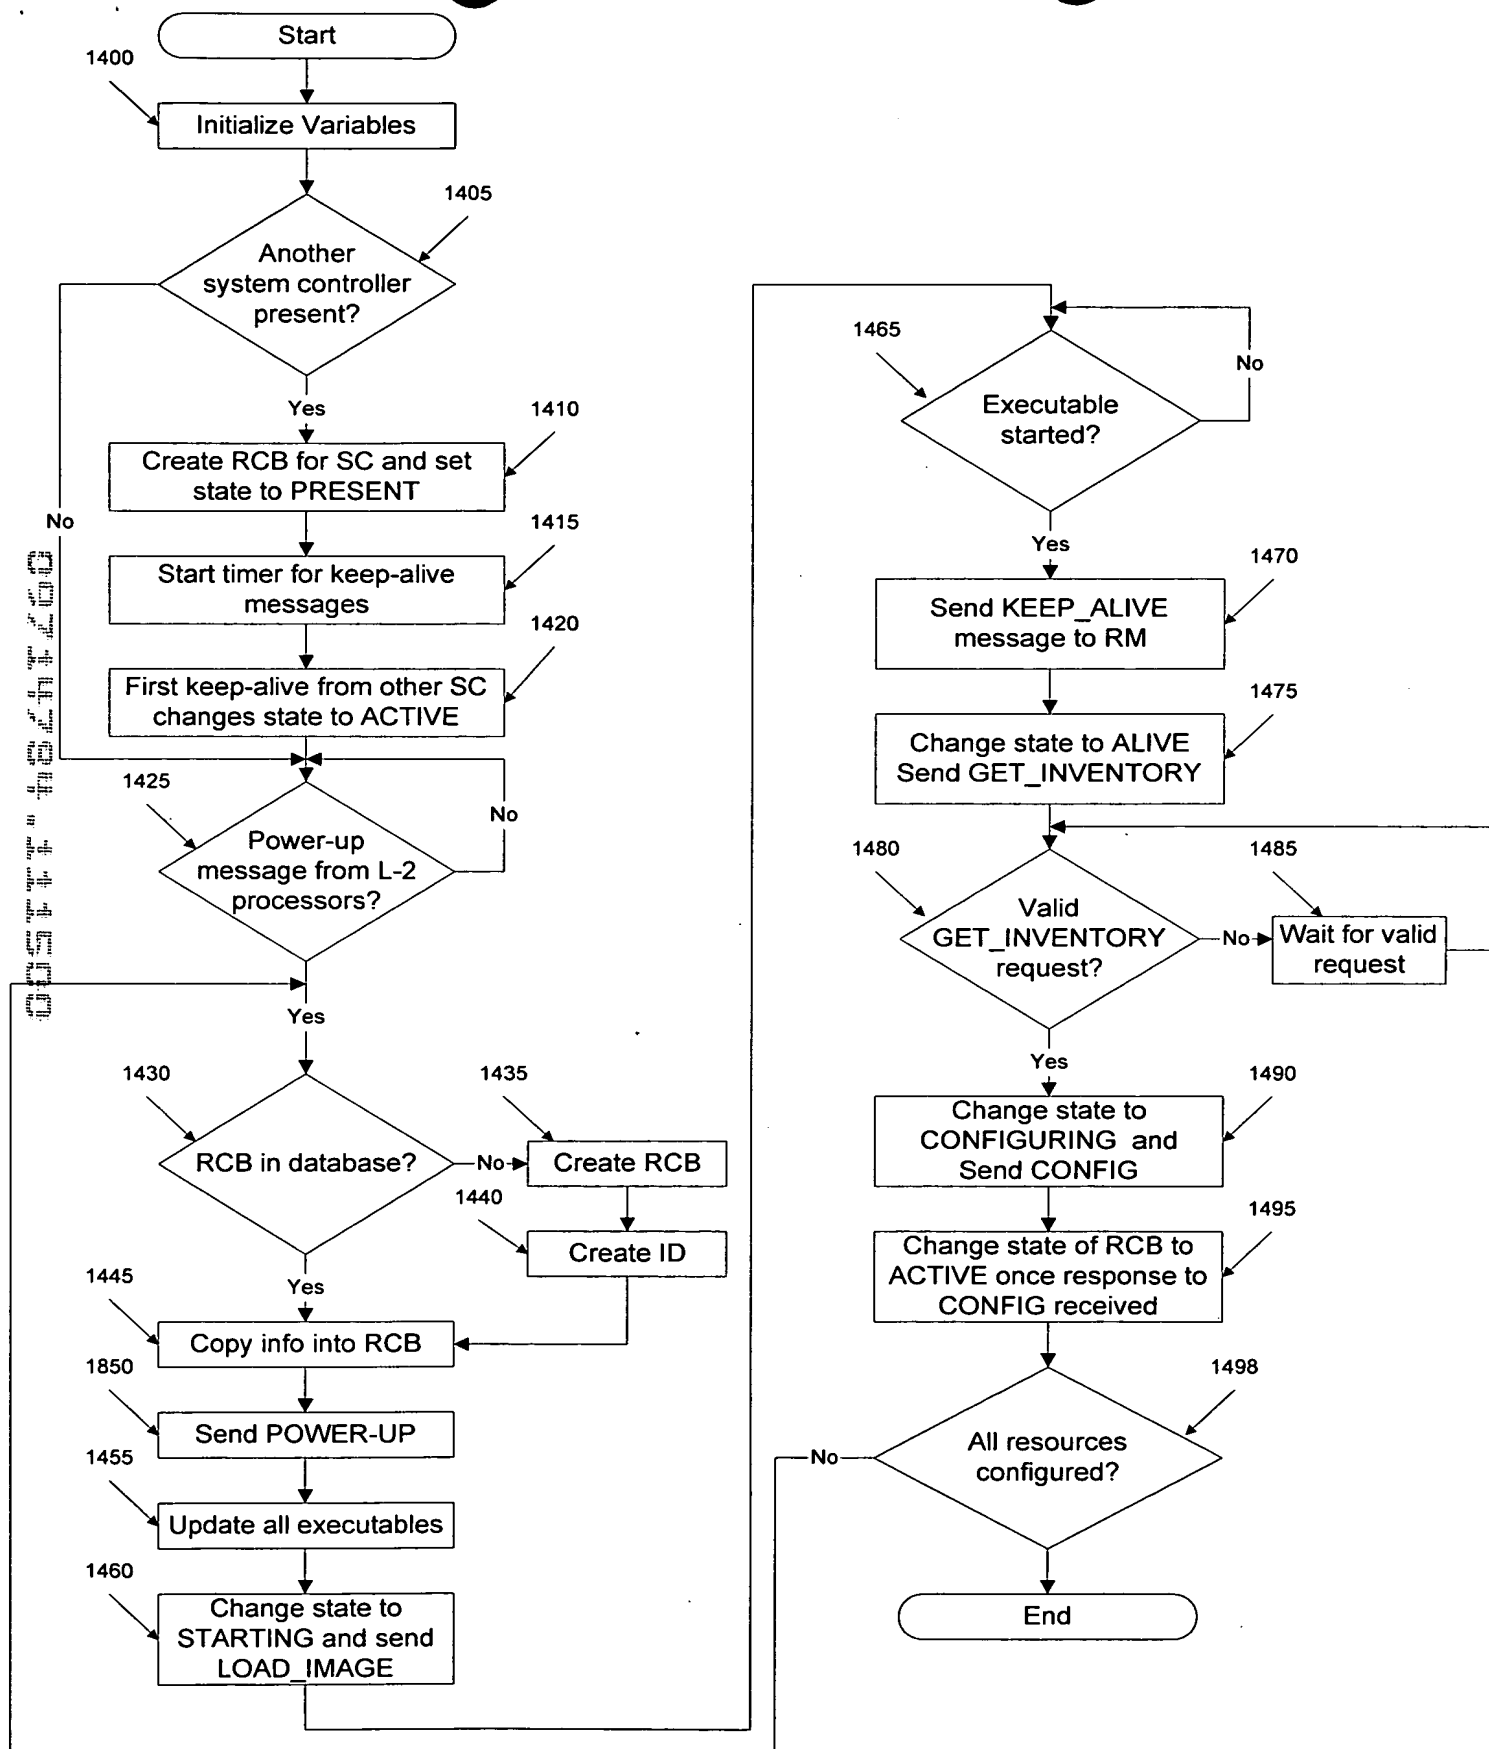 Start
1400
Initialize Variables
1405
Another
system controller
present?
No
Yes
1410
Create RCB for SC and set
state to PRESENT
1415
Start timer for keep-alive
messages
1420
First keep-alive from other SC
changes state to ACTIVE
1425
No
Power-up
message from L-2
processors?
Yes
1430
RCB in database?
No
1435
Create RCB
1440
Create ID
Yes
1445
Copy info into RCB
1850
Send POWER-UP
1455
Update all executables
1460
Change state to
STARTING and send
LOAD_IMAGE
1465
No
Executable
started?
Yes
1470
Send KEEP_ALIVE
message to RM
1475
Change state to ALIVE
Send GET_INVENTORY
1480
Valid
GET_INVENTORY
request?
No
1485
Wait for valid
request
Yes
1490
Change state to
CONFIGURING and
Send CONFIG
1495
Change state of RCB to
ACTIVE once response to
CONFIG received
1498
All resources
configured?
No
End